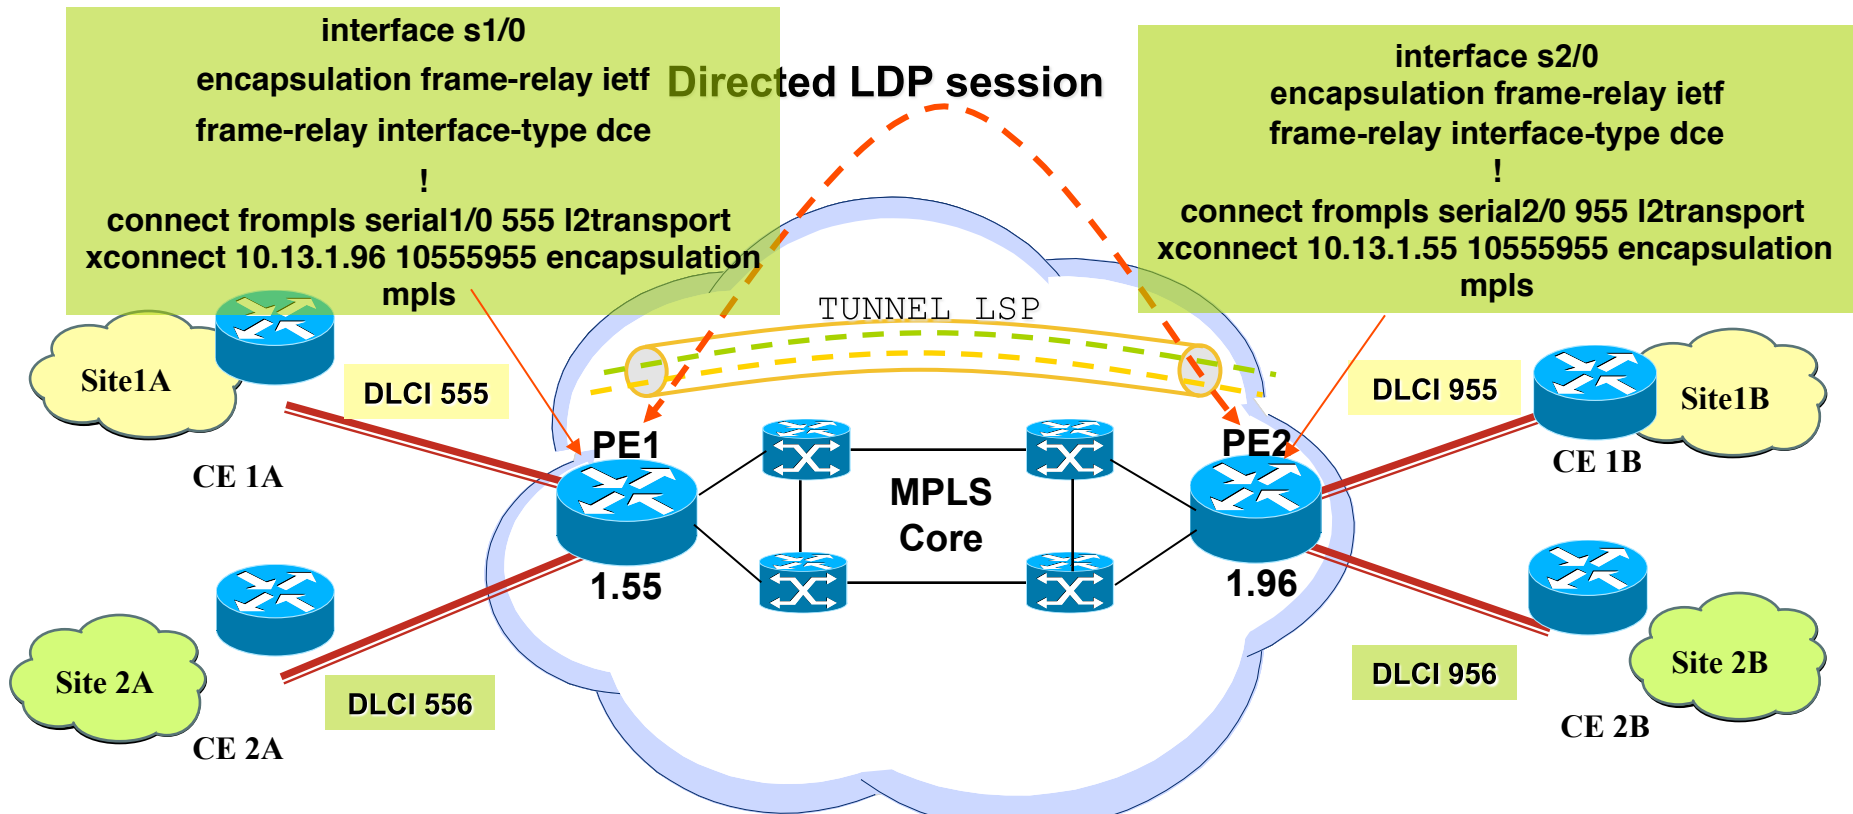 interface s1/0
encapsulation frame-relay ietf
frame-relay interface-type dce
!
connect frompls serial1/0 555 l2transport
xconnect 10.13.1.96 10555955 encapsulation
mpls
Directed LDP session
interface s2/0
encapsulation frame-relay ietf
frame-relay interface-type dce
!
connect frompls serial2/0 955 l2transport
xconnect 10.13.1.55 10555955 encapsulation
mpls
TUNNEL LSP
Site1A
DLCI 555
DLCI 955
Site1B
CE 1A
PE1
PE2
CE 1B
MPLS
Core
1.55
1.96
Site 2A
DLCI 556
DLCI 956
Site 2B
CE 2A
CE 2B